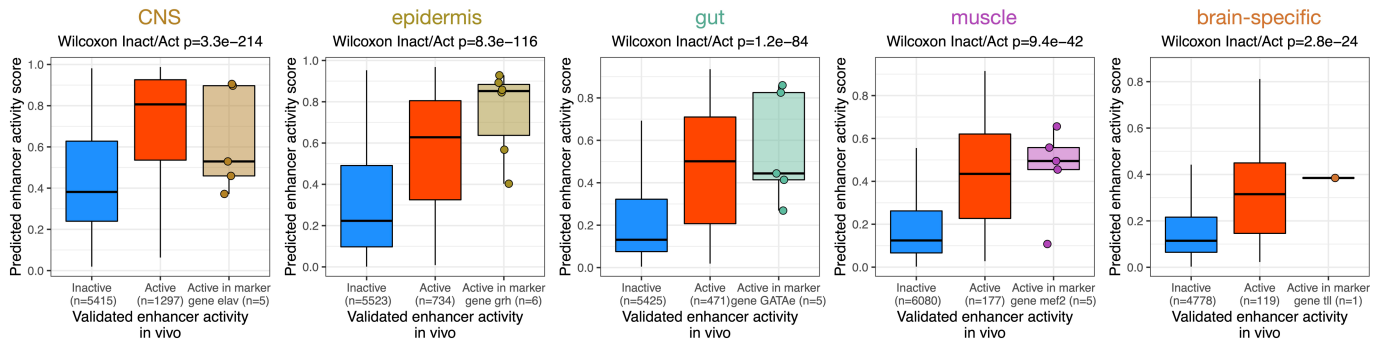 CNS
Wilcoxon Inact/Act p=3.3e−214
Predicted enhancer activity score
1.0
0.8
0.6
0.4
0.2
0.0
Inactive
(n=5415)
Active
(n=1297)
Active in marker
gene elav (n=5)
Validated enhancer activity
in vivo
epidermis
Wilcoxon Inact/Act p=8.3e−116
Predicted enhancer activity score
1.0
0.8
0.6
0.4
0.2
0.0
Inactive
(n=5523)
Active
(n=734)
Active in marker
gene grh (n=6)
Validated enhancer activity
in vivo
gut
Wilcoxon Inact/Act p=1.2e−84
Predicted enhancer activity score
0.8
0.6
0.4
0.2
0.0
Inactive
(n=5425)
Active
(n=471)
Active in marker
gene GATAe (n=5)
Validated enhancer activity
in vivo
muscle
Wilcoxon Inact/Act p=9.4e−42
Predicted enhancer activity score
0.8
0.6
0.4
0.2
0.0
Inactive
(n=6080)
Active
(n=177)
Active in marker
gene mef2 (n=5)
Validated enhancer activity
in vivo
brain-specific
Wilcoxon Inact/Act p=2.8e−24
Predicted enhancer activity score
0.8
0.6
0.4
0.2
0.0
Inactive
(n=4778)
Active
(n=119)
Active in marker
gene tll (n=1)
Validated enhancer activity
in vivo